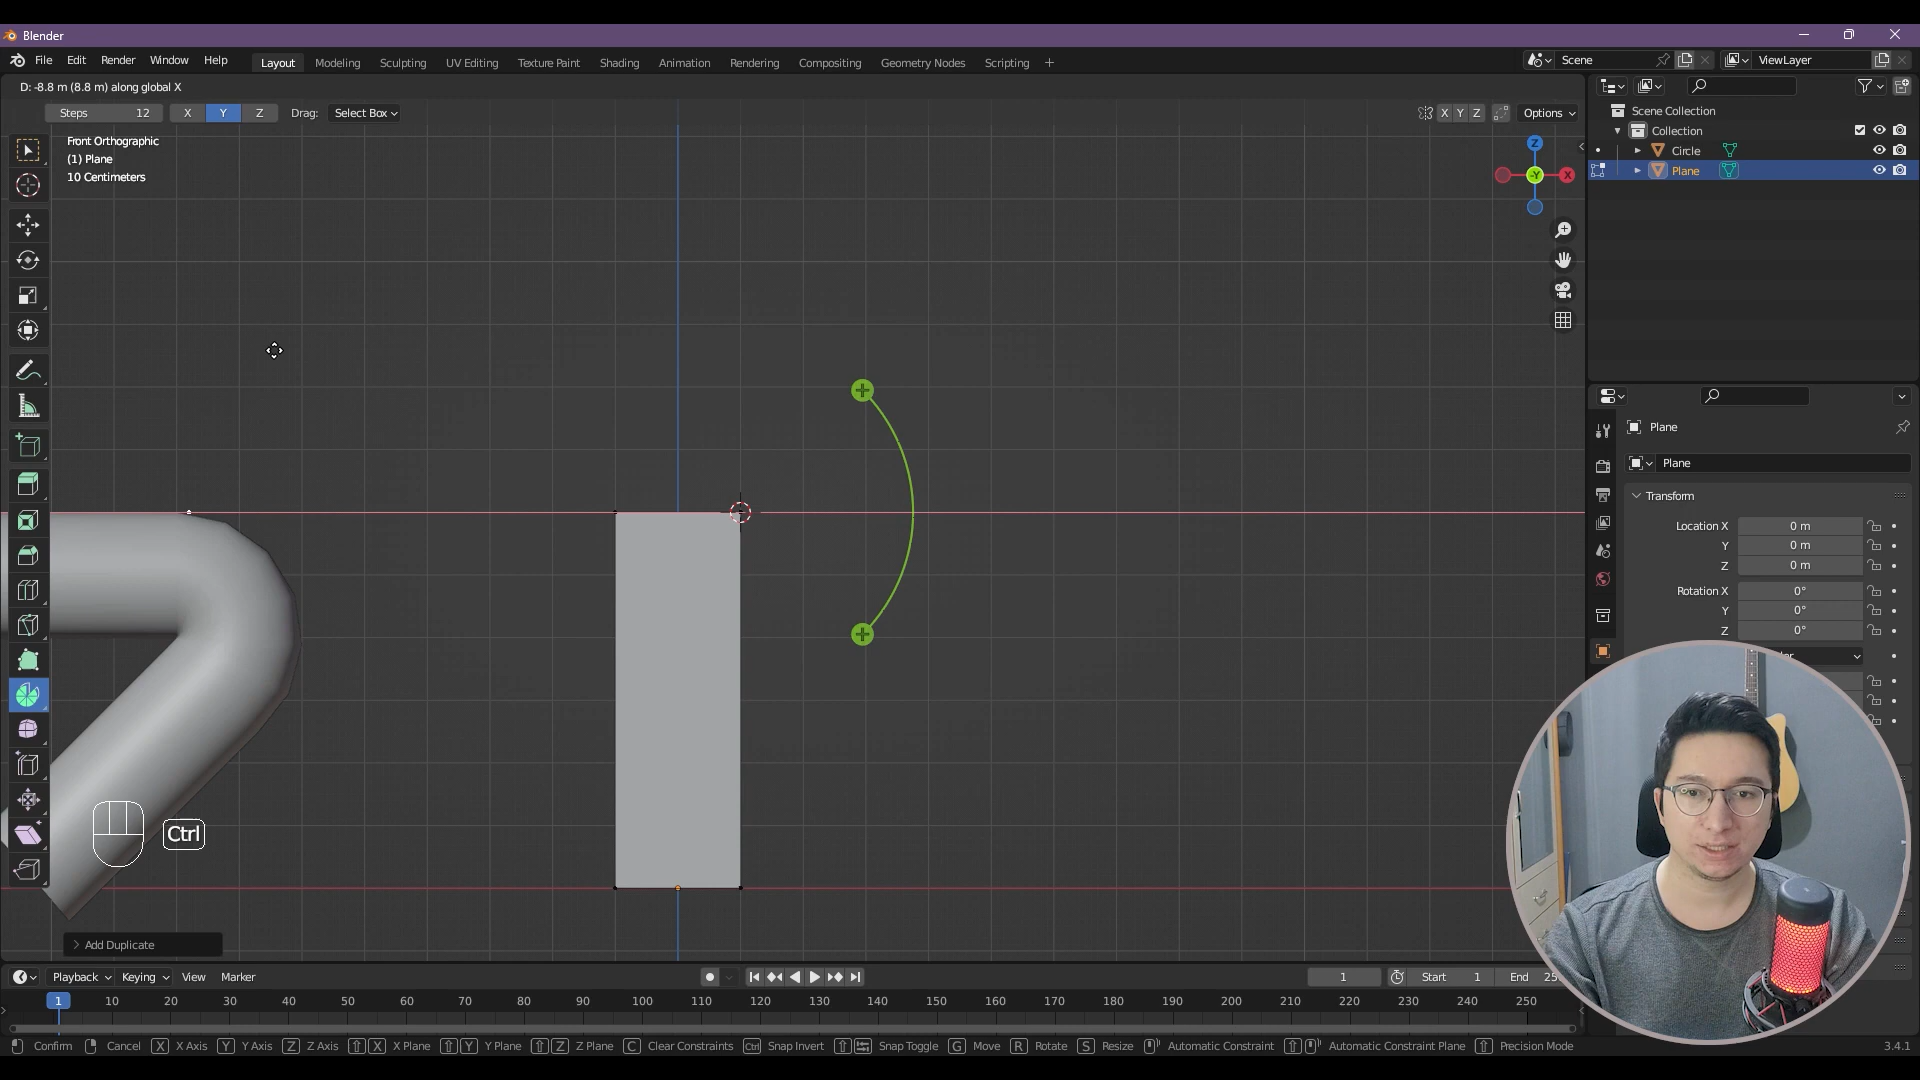 Blender
File Edit Render Window Help Layout Modeling Sculpting UV Editing Texture Paint Shading Animation Rendering Compositing Geometry Nodes Scripting Scene ViewLayer
D: -8.8 m (8.8 m) along global X
Steps 12 X Y Z Drag: Select Box X Y Z Options
Front Orthographic
(1) Plane
10 Centimeters
Z
-Y
X
Scene Collection
Collection
Circle
Plane
Plane
Plane
Transform
Location X 0 m
Y 0 m
Z 0 m
Rotation X 0°
Y 0°
Z 0°
Ctrl
Add Duplicate
Playback Keying View Marker 1 Start 1 End
1 10 20 30 40 50 60 70 80 90 100 110 120 130 140 150 160 170 180 190 200 210 220 230 240 250
Confirm Cancel X X Axis Y Y Axis Z Z Axis X X Plane Y Y Plane Z Z Plane C Clear Constraints Ctrl Snap Invert Snap Toggle G Move R Rotate S Resize Automatic Constraint Automatic Constraint Plane Precision Mode 3.4.1